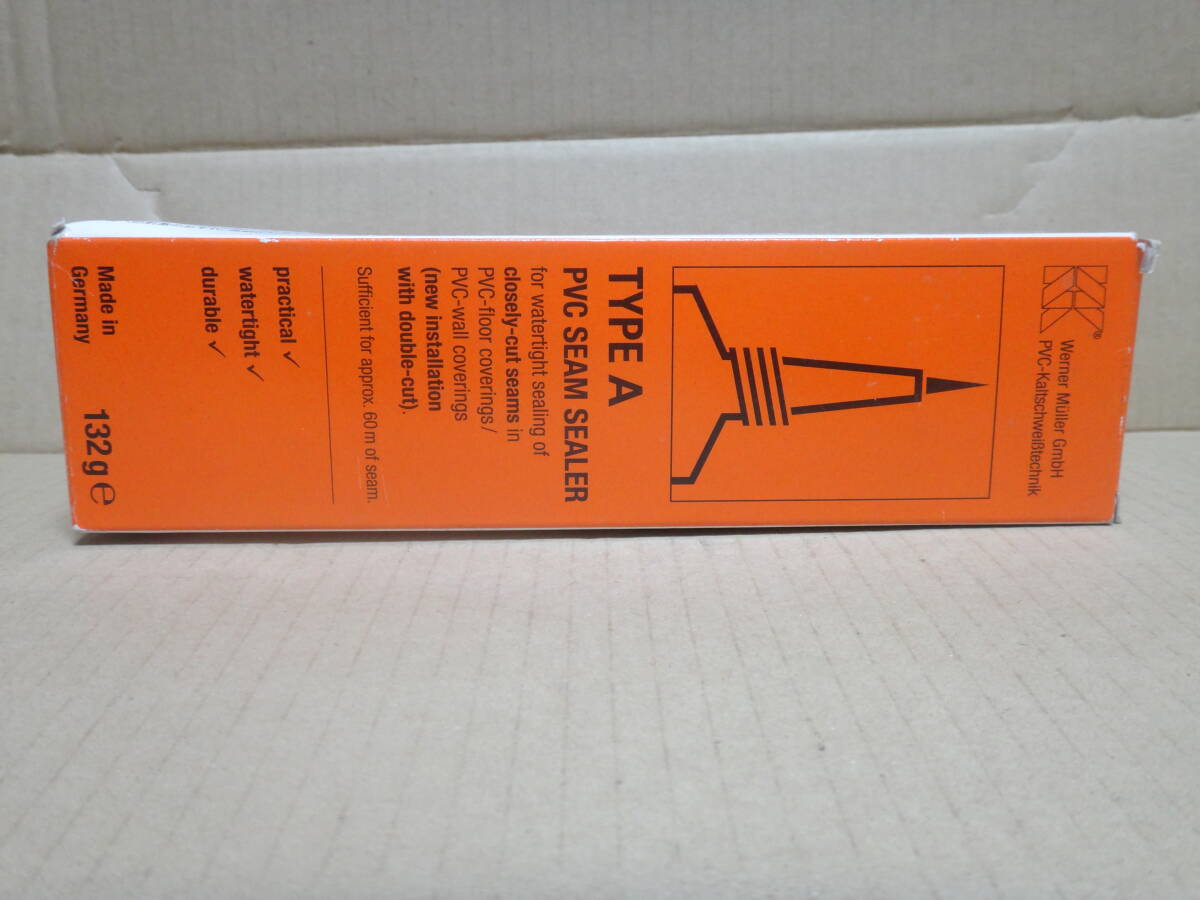 Werner Müller GmbH
PVC-Kaltschweißtechnik
®
TYPE A
PVC SEAM SEALER
for watertight sealing of
closely-cut seams in
PVC-floor coverings/
PVC-wall coverings
(new installation
with double-cut).
Sufficient for approx. 60 m of seam.
practical ✓
watertight ✓
durable ✓
Made in
Germany
132 g ℮